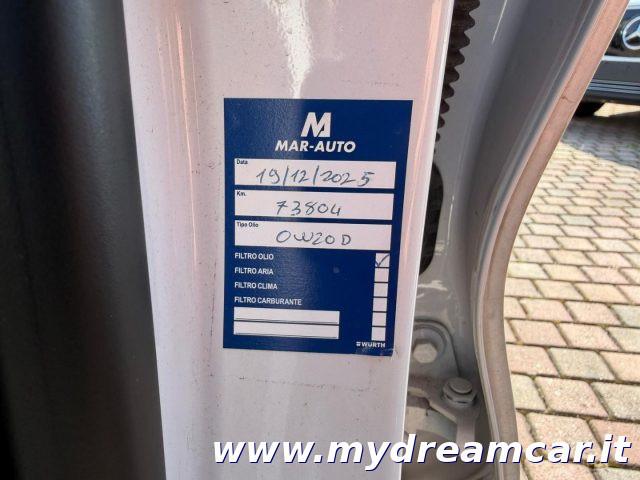 M
MAR-AUTO
Data
19/12/2025
Km.
73804
Tipo Olio
0W20D
FILTRO OLIO ✓
FILTRO ARIA
FILTRO CLIMA
FILTRO CARBURANTE
WÜRTH
www.mydreamcar.it